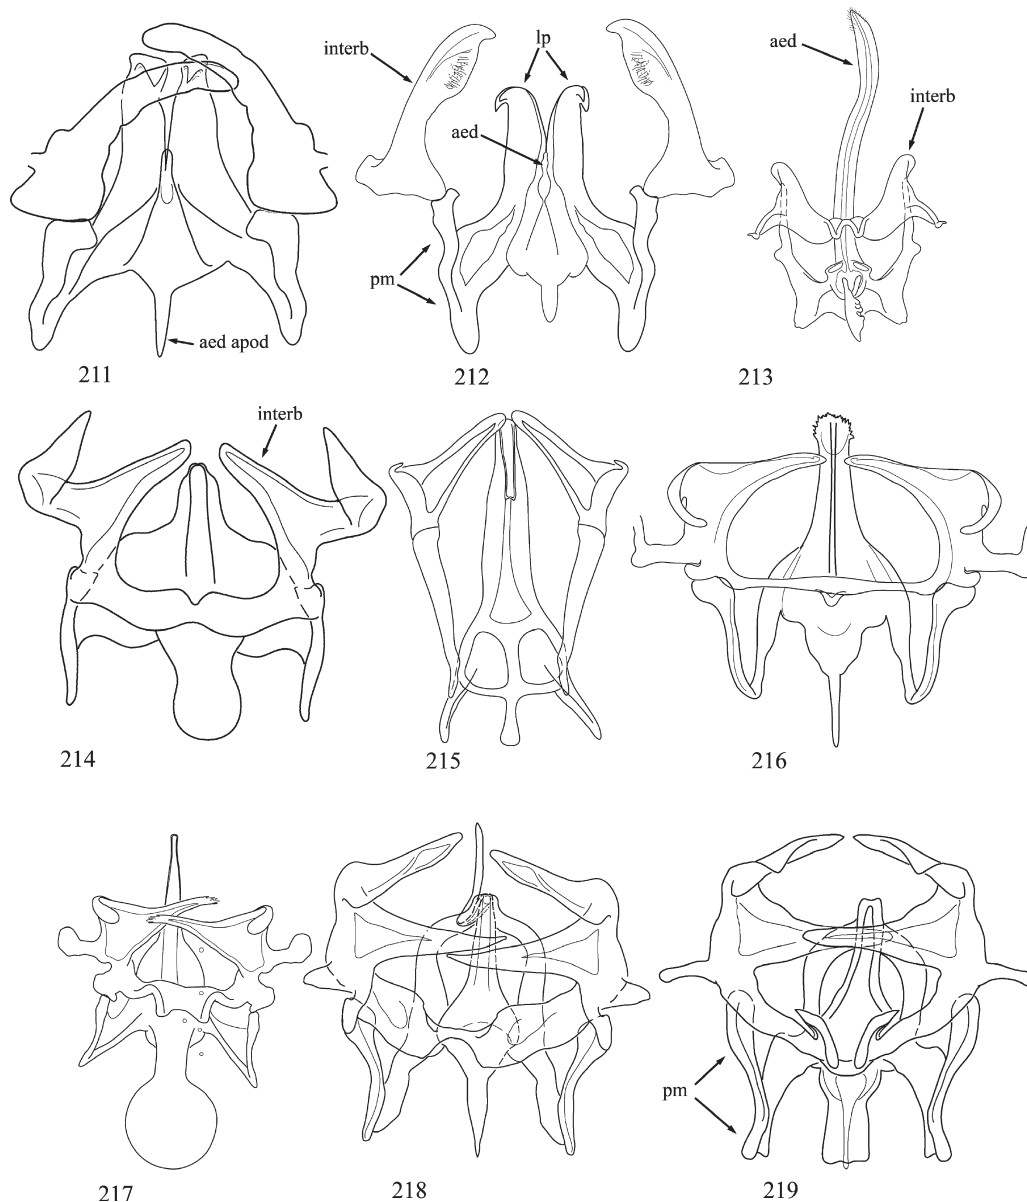 interb
lp
aed
pm
aed apod
211
212
aed
interb
213
interb
214
215
216
217
218
pm
219